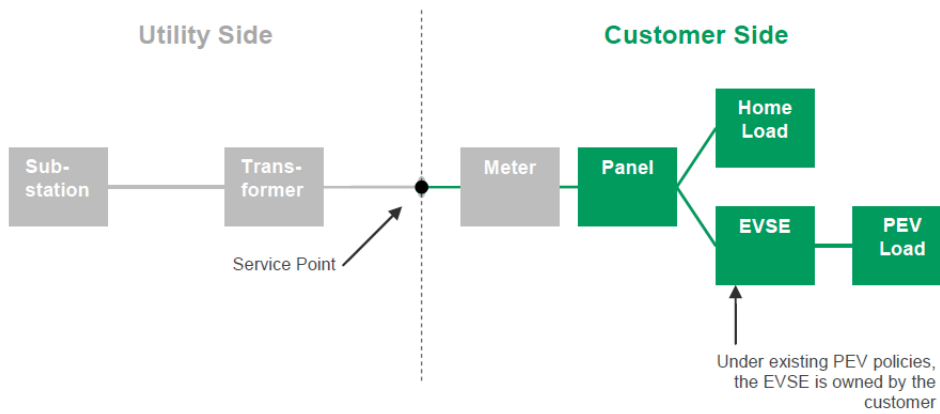 Utility Side
Customer Side
Sub-
station
Trans-
former
Meter
Panel
Home
Load
EVSE
PEV
Load
Service Point
Under existing PEV policies,
the EVSE is owned by the
customer